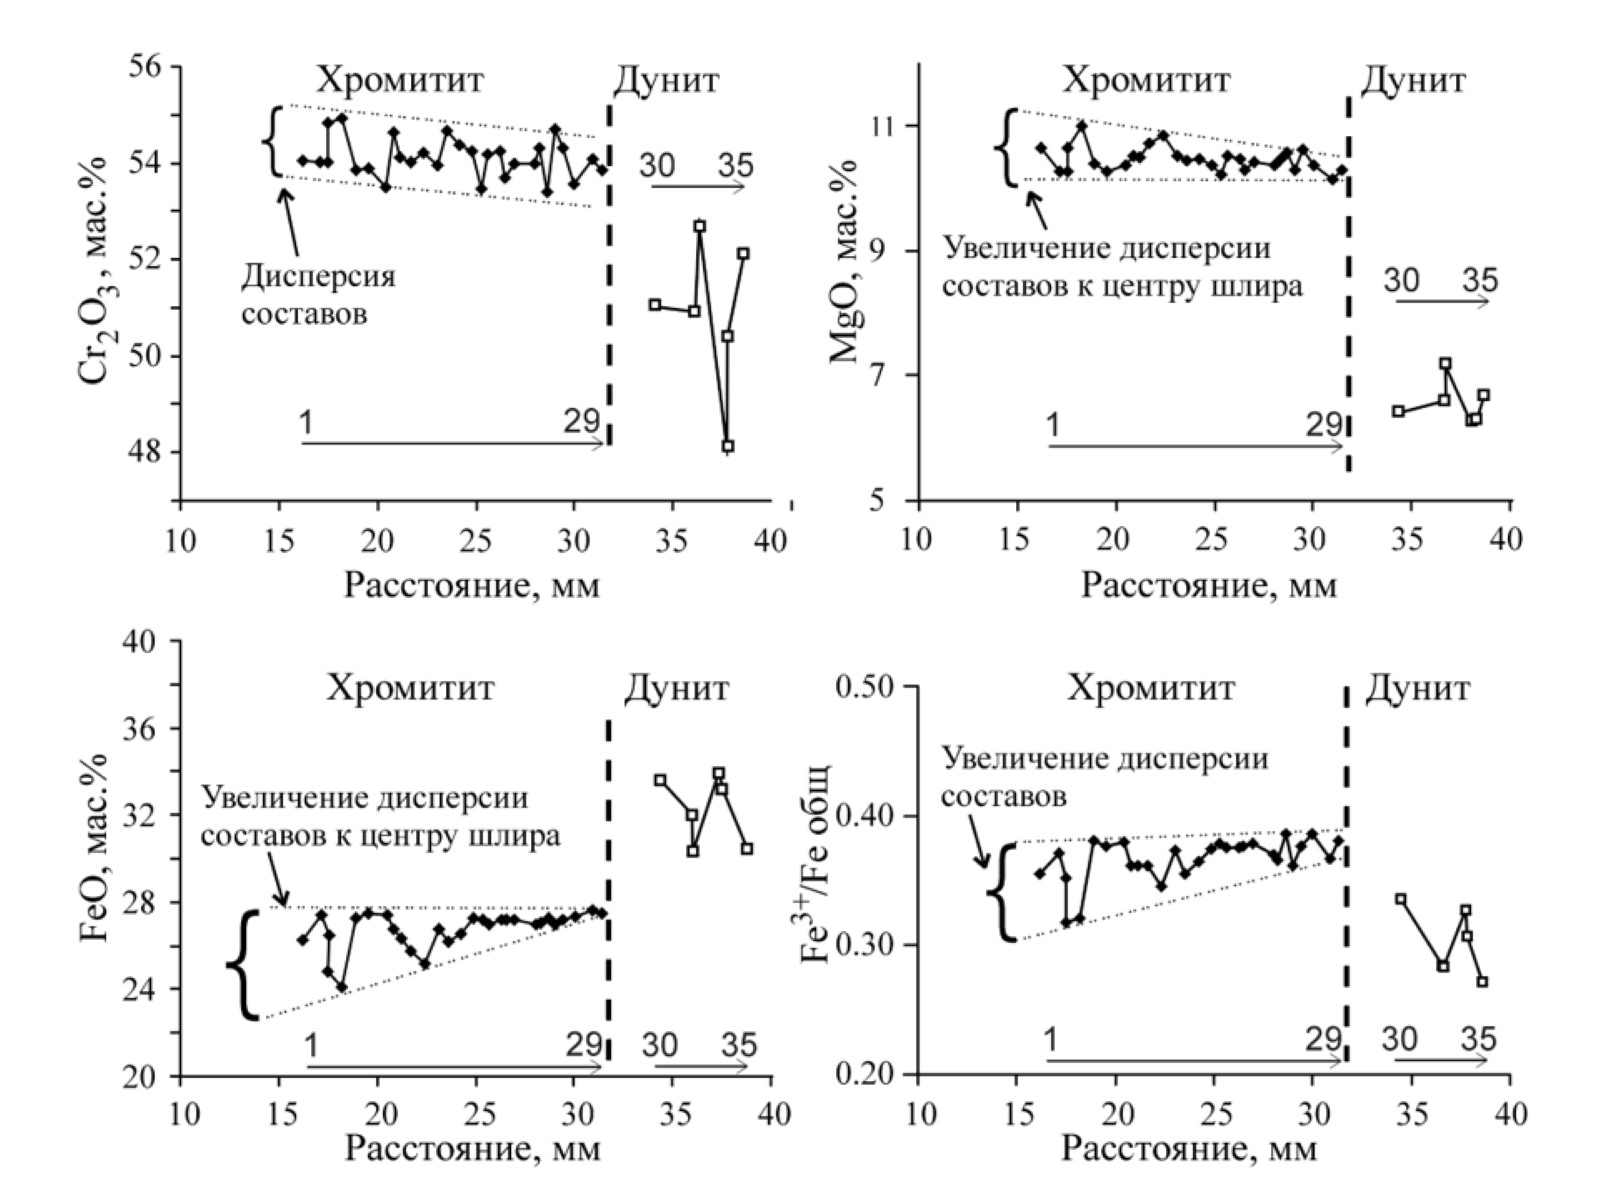 Хромитит
Дунит
56
54
52
50
48
Cr2O3, мас.%
Дисперсия
составов
30 35
1 29
10 15 20 25 30 35 40
Расстояние, мм
Хромитит
Дунит
11
9
7
5
MgO, мас.%
Увеличение дисперсии
составов к центру шлира
30 35
1 29
10 15 20 25 30 35 40
Расстояние, мм
Хромитит
Дунит
40
36
32
28
24
20
FeO, мас.%
Увеличение дисперсии
составов к центру шлира
1 29
30 35
10 15 20 25 30 35 40
Расстояние, мм
Хромитит
Дунит
0.50
0.40
0.30
0.20
Fe3+/Fe общ
Увеличение дисперсии
составов
1 29
30 35
10 15 20 25 30 35 40
Расстояние, мм